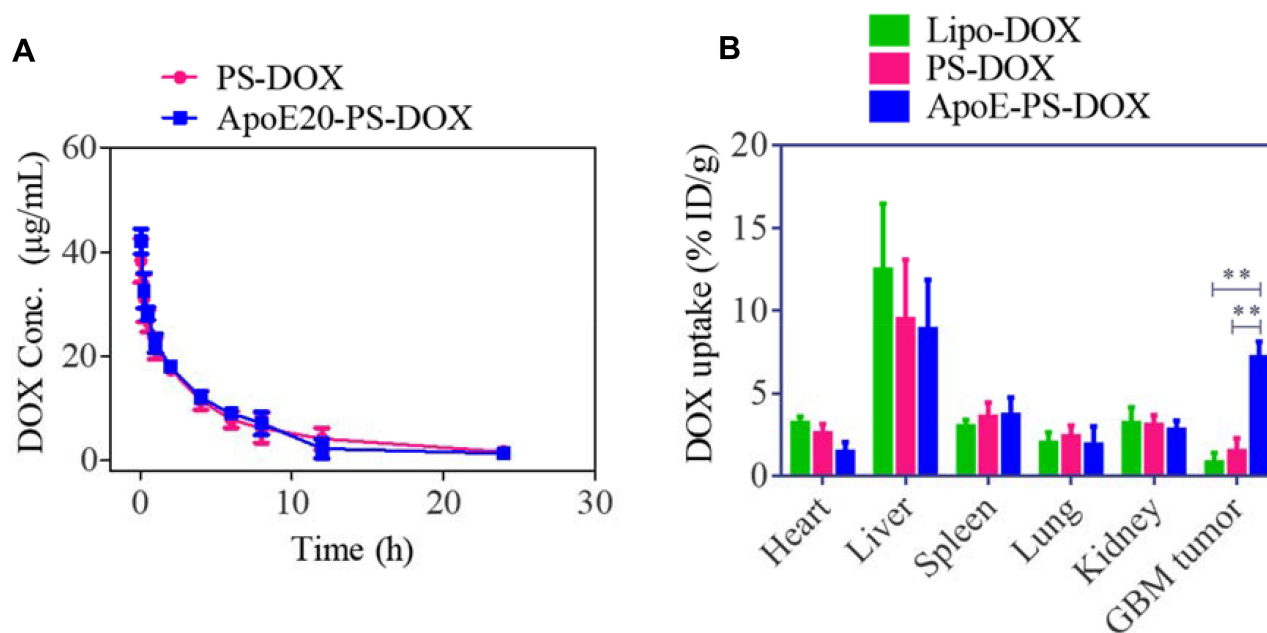 A
PS-DOX
ApoE20-PS-DOX
DOX Conc. (µg/mL)
60
40
20
0
0
10
20
30
Time (h)
B
Lipo-DOX
PS-DOX
ApoE-PS-DOX
DOX uptake (% ID/g)
20
15
10
5
0
**
**
Heart
Liver
Spleen
Lung
Kidney
GBM tumor